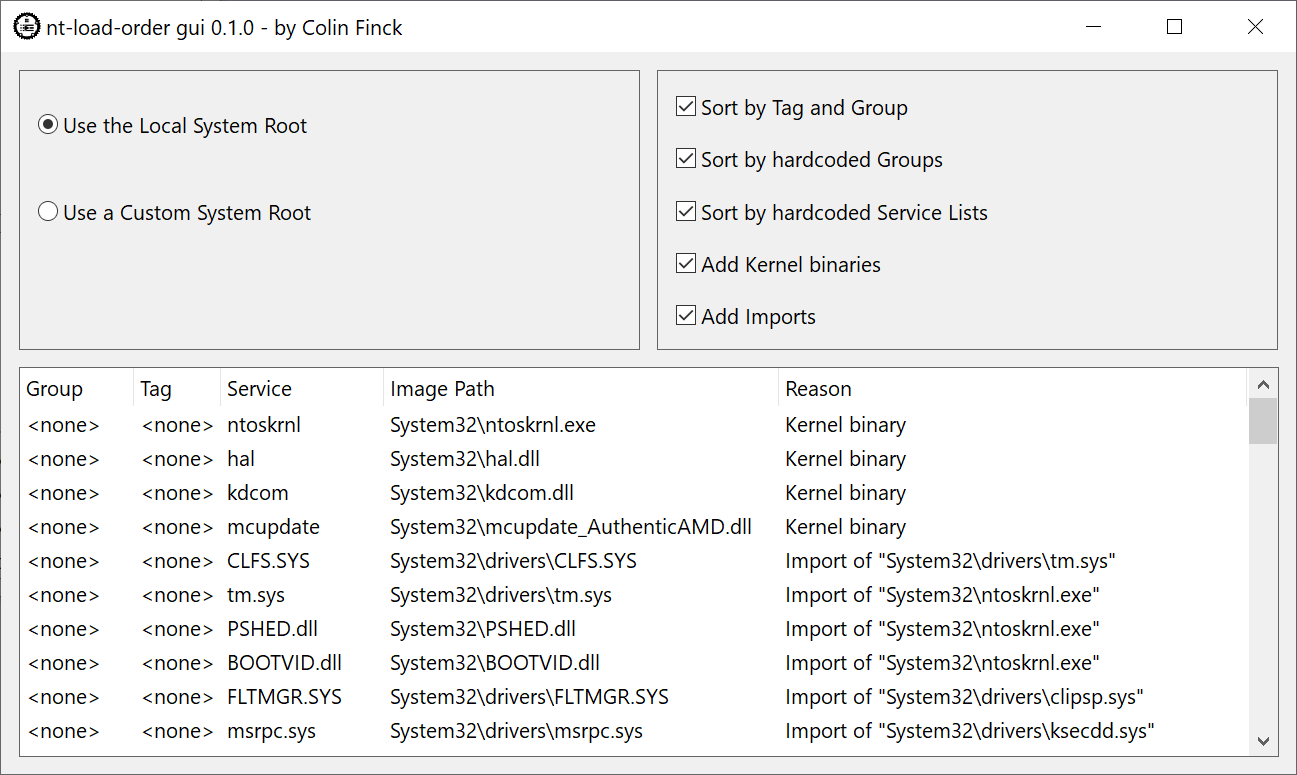 nt-load-order gui 0.1.0 - by Colin Finck
Use the Local System Root
Use a Custom System Root
Sort by Tag and Group
Sort by hardcoded Groups
Sort by hardcoded Service Lists
Add Kernel binaries
Add Imports
Group Tag Service Image Path Reason
<none> <none> ntoskrnl System32\ntoskrnl.exe Kernel binary
<none> <none> hal System32\hal.dll Kernel binary
<none> <none> kdcom System32\kdcom.dll Kernel binary
<none> <none> mcupdate System32\mcupdate_AuthenticAMD.dll Kernel binary
<none> <none> CLFS.SYS System32\drivers\CLFS.SYS Import of "System32\drivers\tm.sys"
<none> <none> tm.sys System32\drivers\tm.sys Import of "System32\ntoskrnl.exe"
<none> <none> PSHED.dll System32\PSHED.dll Import of "System32\ntoskrnl.exe"
<none> <none> BOOTVID.dll System32\BOOTVID.dll Import of "System32\ntoskrnl.exe"
<none> <none> FLTMGR.SYS System32\drivers\FLTMGR.SYS Import of "System32\drivers\clipsp.sys"
<none> <none> msrpc.sys System32\drivers\msrpc.sys Import of "System32\drivers\ksecdd.sys"